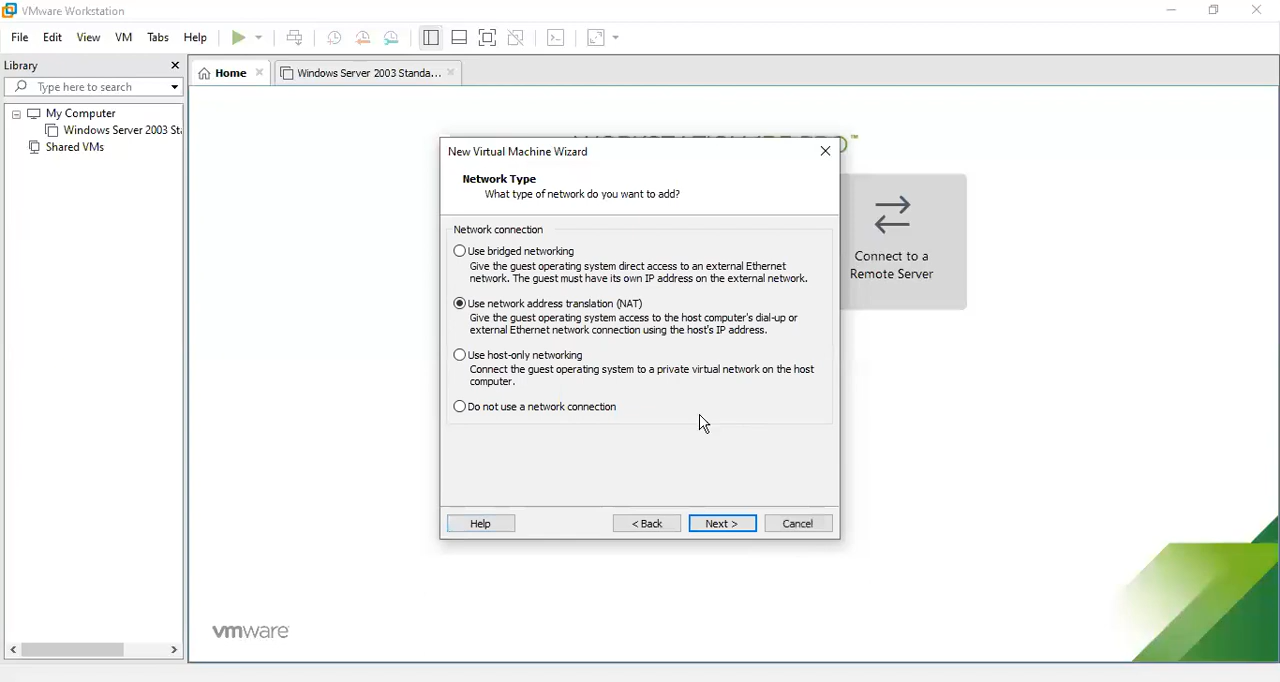 VMware Workstation
File Edit View VM Tabs Help
Library
Type here to search
My Computer
Windows Server 2003 St
Shared VMs
Home
Windows Server 2003 Standa...
New Virtual Machine Wizard
Network Type
What type of network do you want to add?
Network connection
Use bridged networking
Give the guest operating system direct access to an external Ethernet
network. The guest must have its own IP address on the external network.
Use network address translation (NAT)
Give the guest operating system access to the host computer's dial-up or
external Ethernet network connection using the host's IP address.
Use host-only networking
Connect the guest operating system to a private virtual network on the host
computer.
Do not use a network connection
Help
< Back
Next >
Cancel
Connect to a
Remote Server
vmware